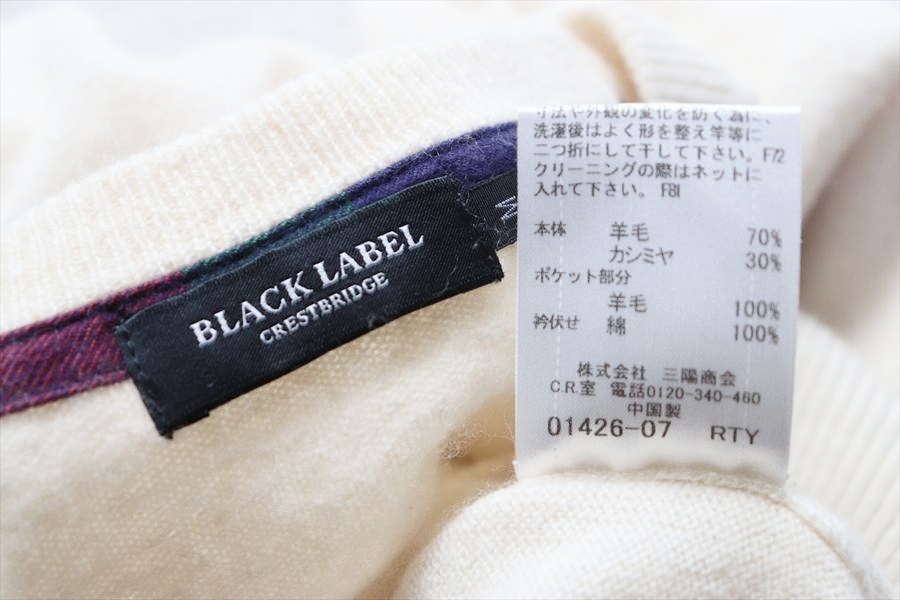 BLACK LABEL
CRESTBRIDGE
M
寸法や外観の変化を防ぐ為に、
洗濯後はよく形を整え竿等に
二つ折にして干して下さい。F72
クリーニングの際はネットに
入れて下さい。F81
本体 羊毛 70%
カシミヤ 30%
ポケット部分
羊毛 100%
衿伏せ 綿 100%
株式会社 三陽商会
C.R.室 電話0120-340-460
中国製
01426-07 RTY